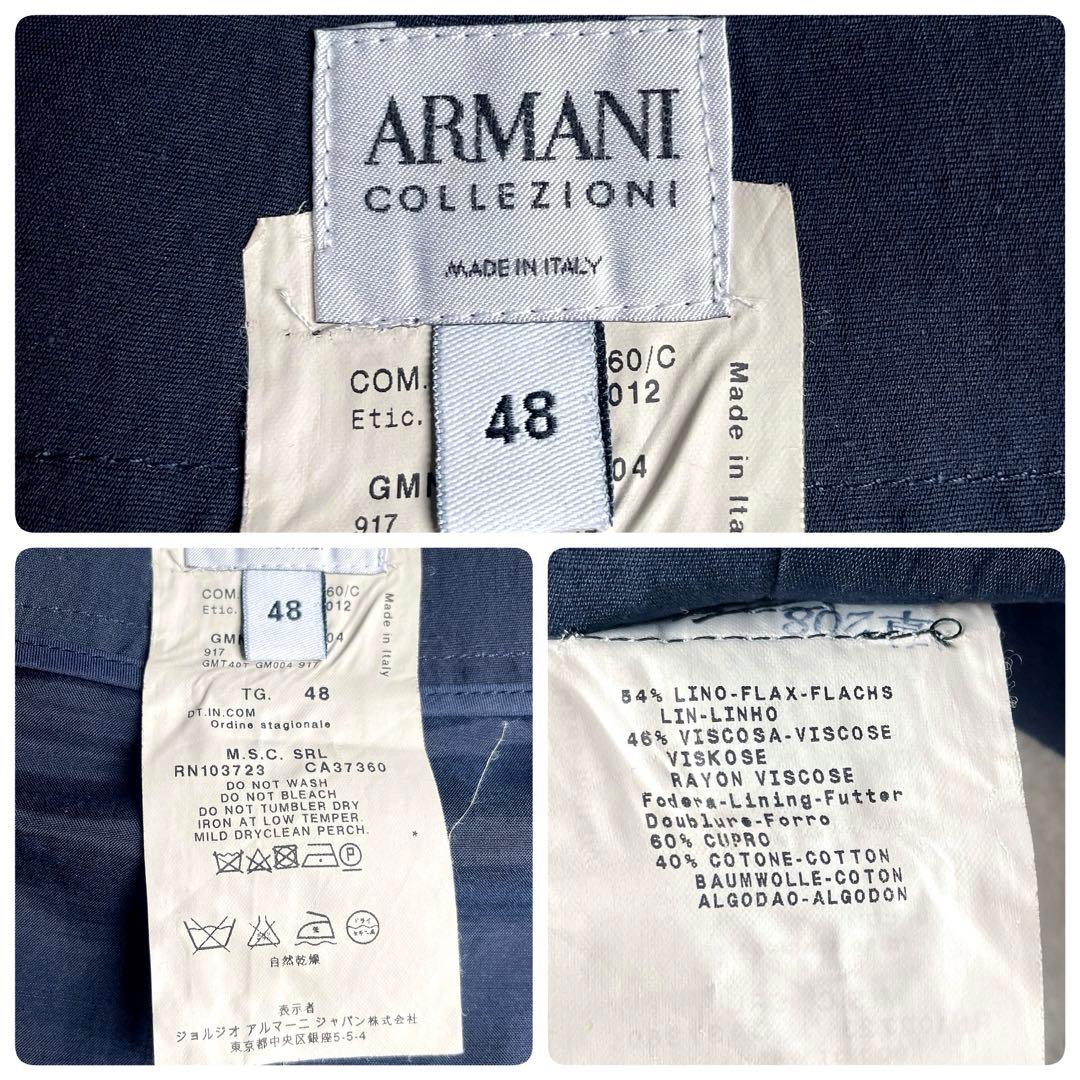 ARMANI
COLLEZIONI
MADE IN ITALY
COM. 60/C
Etic. 012
48
04
917
Made in Ita
COM. 60/C
Etic. 012
48
04
917
GMT40T GM004 917
Made in Italy
TG. 48
DT.IN.COM
Ordine stagionale
M.S.C. SRL
RN103723 CA37360
DO NOT WASH
DO NOT BLEACH
DO NOT TUMBLER DRY
IRON AT LOW TEMPER.
MILD DRYCLEAN PERCH.
*
P
低
ドライ
自然乾燥
表示者
ジョルジオ アルマーニ ジャパン株式会社
東京都中央区銀座5-5-4
54% LINO-FLAX-FLACHS
LIN-LINHO
46% VISCOSA-VISCOSE
VISKOSE
RAYON VISCOSE
Fodera-Lining-Futter
Doublure-Forro
60% CUPRO
40% COTONE-COTTON
BAUMWOLLE-COTON
ALGODAO-ALGODON